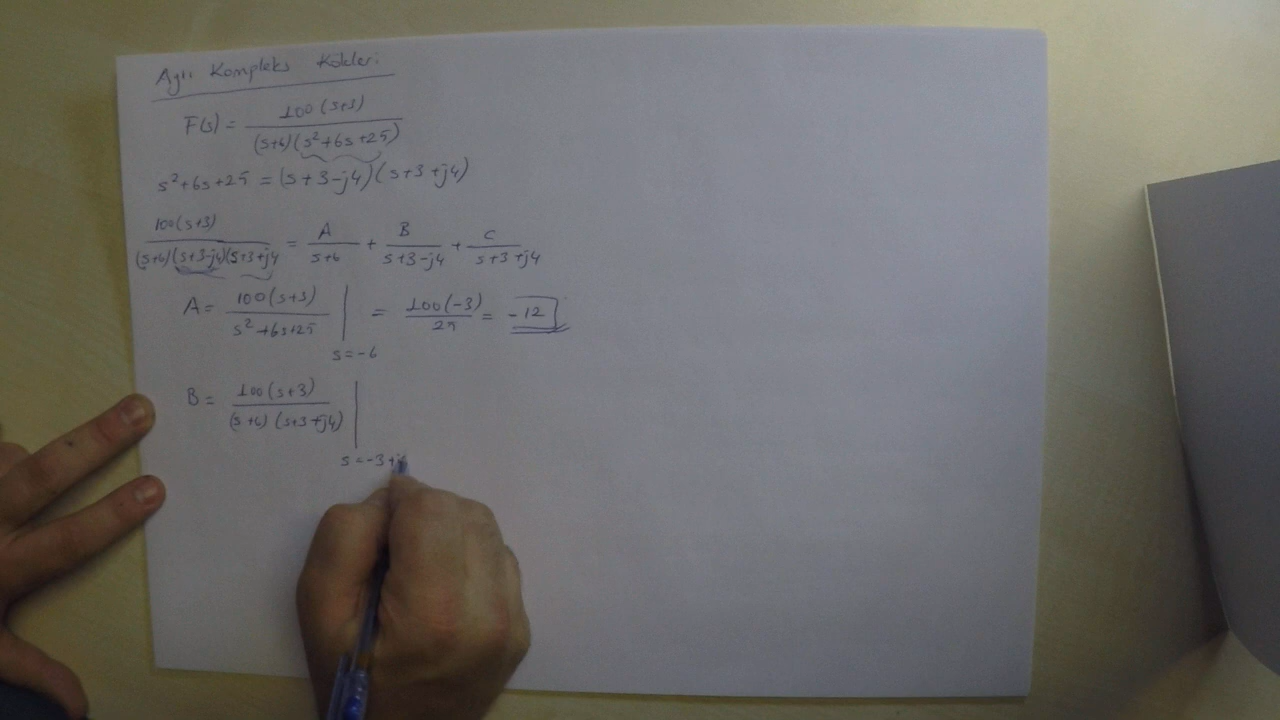 Ayrı Kompleks Kökler:
F(s) = 100(s+3) / (s+6)(s²+6s+25)
s²+6s+25 = (s+3-j4)(s+3+j4)
100(s+3) / (s+6)(s+3-j4)(s+3+j4 = A / s+6 + B / s+3-j4 + C / s+3+j4
A = 100(s+3) / s²+6s+25 | s=-6 = 100(-3) / 25 = -12
B = 100(s+3) / (s+6)(s+3+j4) |
s=-3+j